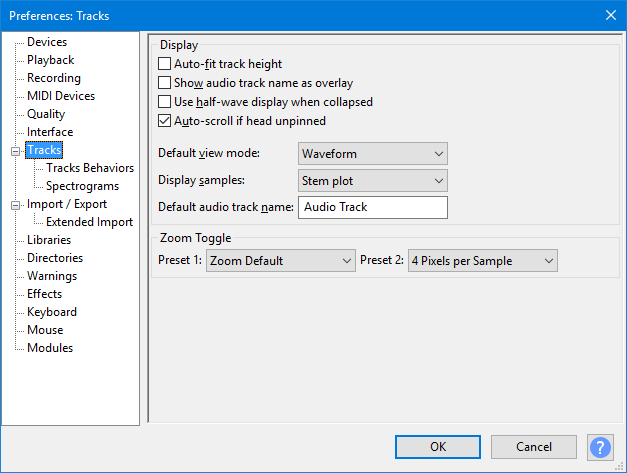 Preferences: Tracks
Devices
Playback
Recording
MIDI Devices
Quality
Interface
Tracks
Tracks Behaviors
Spectrograms
Import / Export
Extended Import
Libraries
Directories
Warnings
Effects
Keyboard
Mouse
Modules
Display
Auto-fit track height
Show audio track name as overlay
Use half-wave display when collapsed
Auto-scroll if head unpinned
Default view mode: Waveform
Display samples: Stem plot
Default audio track name: Audio Track
Zoom Toggle
Preset 1: Zoom Default Preset 2: 4 Pixels per Sample
OK Cancel ?